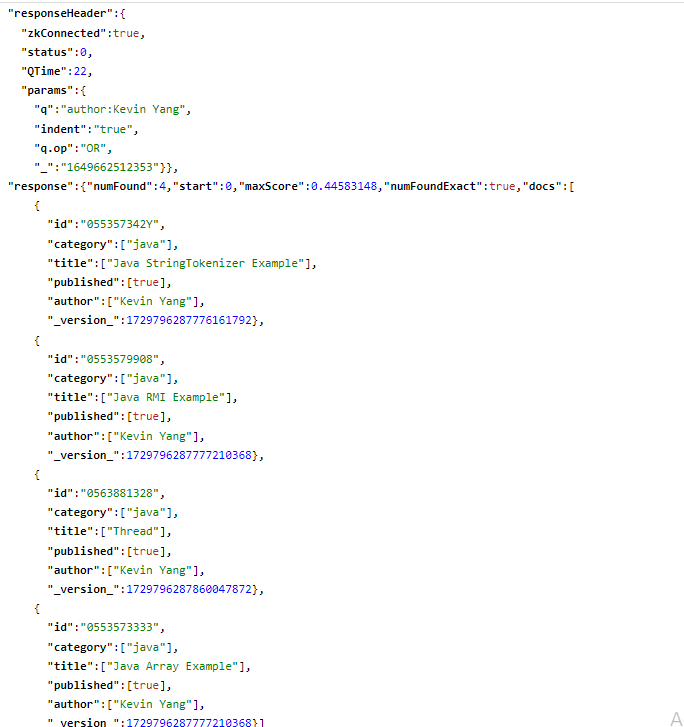 "responseHeader":{
"zkConnected":true,
"status":0,
"QTime":22,
"params":{
"q":"author:Kevin Yang",
"indent":"true",
"q.op":"OR",
"_":"1649662512353"}},
"response":{"numFound":4,"start":0,"maxScore":0.44583148,"numFoundExact":true,"docs":[
{
"id":"055357342Y",
"category":["java"],
"title":["Java StringTokenizer Example"],
"published":[true],
"author":["Kevin Yang"],
"_version_":1729796287776161792},
{
"id":"0553579908",
"category":["java"],
"title":["Java RMI Example"],
"published":[true],
"author":["Kevin Yang"],
"_version_":1729796287777210368},
{
"id":"0563881328",
"category":["java"],
"title":["Thread"],
"published":[true],
"author":["Kevin Yang"],
"_version_":1729796287860047872},
{
"id":"0553573333",
"category":["java"],
"title":["Java Array Example"],
"published":[true],
"author":["Kevin Yang"],
"_version_":1729796287777210368}]
A